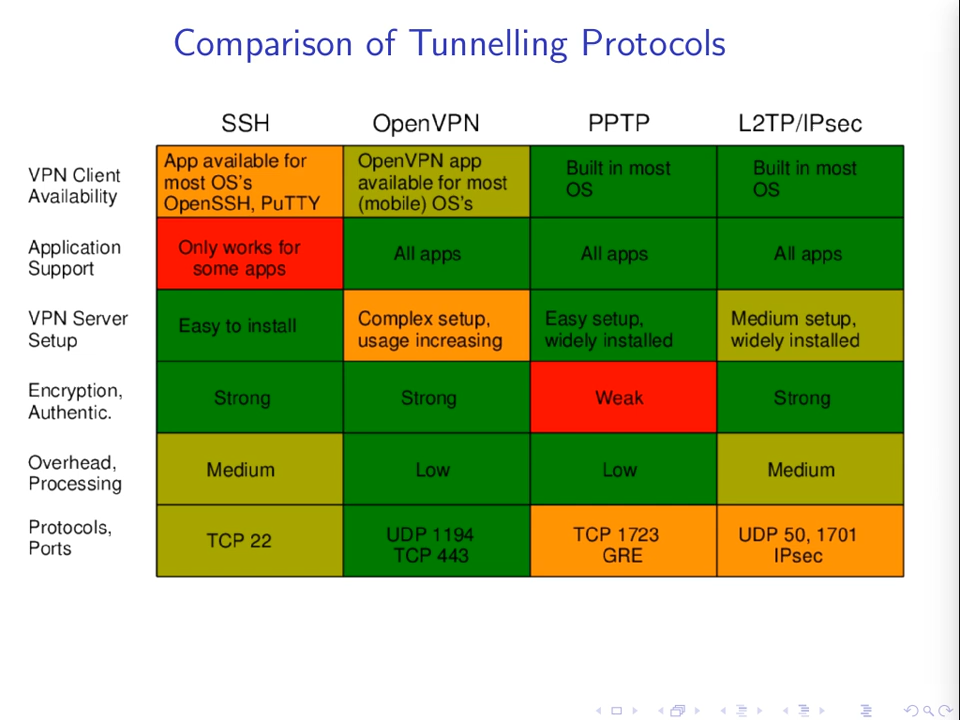 Comparison of Tunnelling Protocols
SSH OpenVPN PPTP L2TP/IPsec
VPN Client
Availability
App available for
most OS's
OpenSSH, PuTTY
OpenVPN app
available for most
(mobile) OS's
Built in most
OS
Built in most
OS
Application
Support
Only works for
some apps
All apps
All apps
All apps
VPN Server
Setup
Easy to install
Complex setup,
usage increasing
Easy setup,
widely installed
Medium setup,
widely installed
Encryption,
Authentic.
Strong
Strong
Weak
Strong
Overhead,
Processing
Medium
Low
Low
Medium
Protocols,
Ports
TCP 22
UDP 1194
TCP 443
TCP 1723
GRE
UDP 50, 1701
IPsec